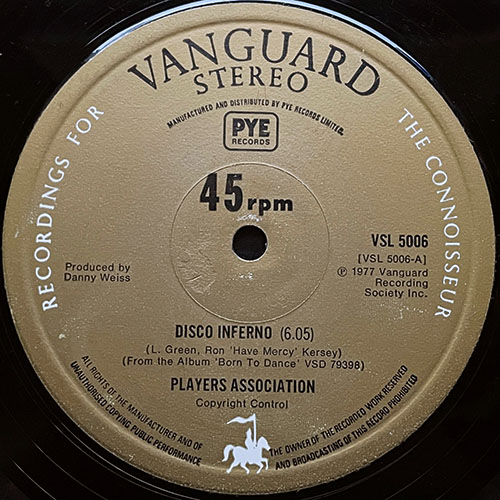 VANGUARD
STEREO
RECORDINGS FOR
THE CONNOISSEUR
MANUFACTURED AND DISTRIBUTED BY PYE RECORDS LIMITED.
PYE
RECORDS
45 rpm
VSL 5006
[VSL 5006-A]
℗ 1977 Vanguard
Recording
Society Inc.
Produced by
Danny Weiss
DISCO INFERNO (6.05)
(L. Green, Ron 'Have Mercy' Kersey)
(From the Album 'Born To Dance' VSD 79398)
PLAYERS ASSOCIATION
Copyright Control
ALL RIGHTS OF THE MANUFACTURER AND OF
THE OWNER OF THE RECORDED WORK RESERVED
UNAUTHORISED COPYING PUBLIC PERFORMANCE
AND BROADCASTING OF THIS RECORD PROHIBITED